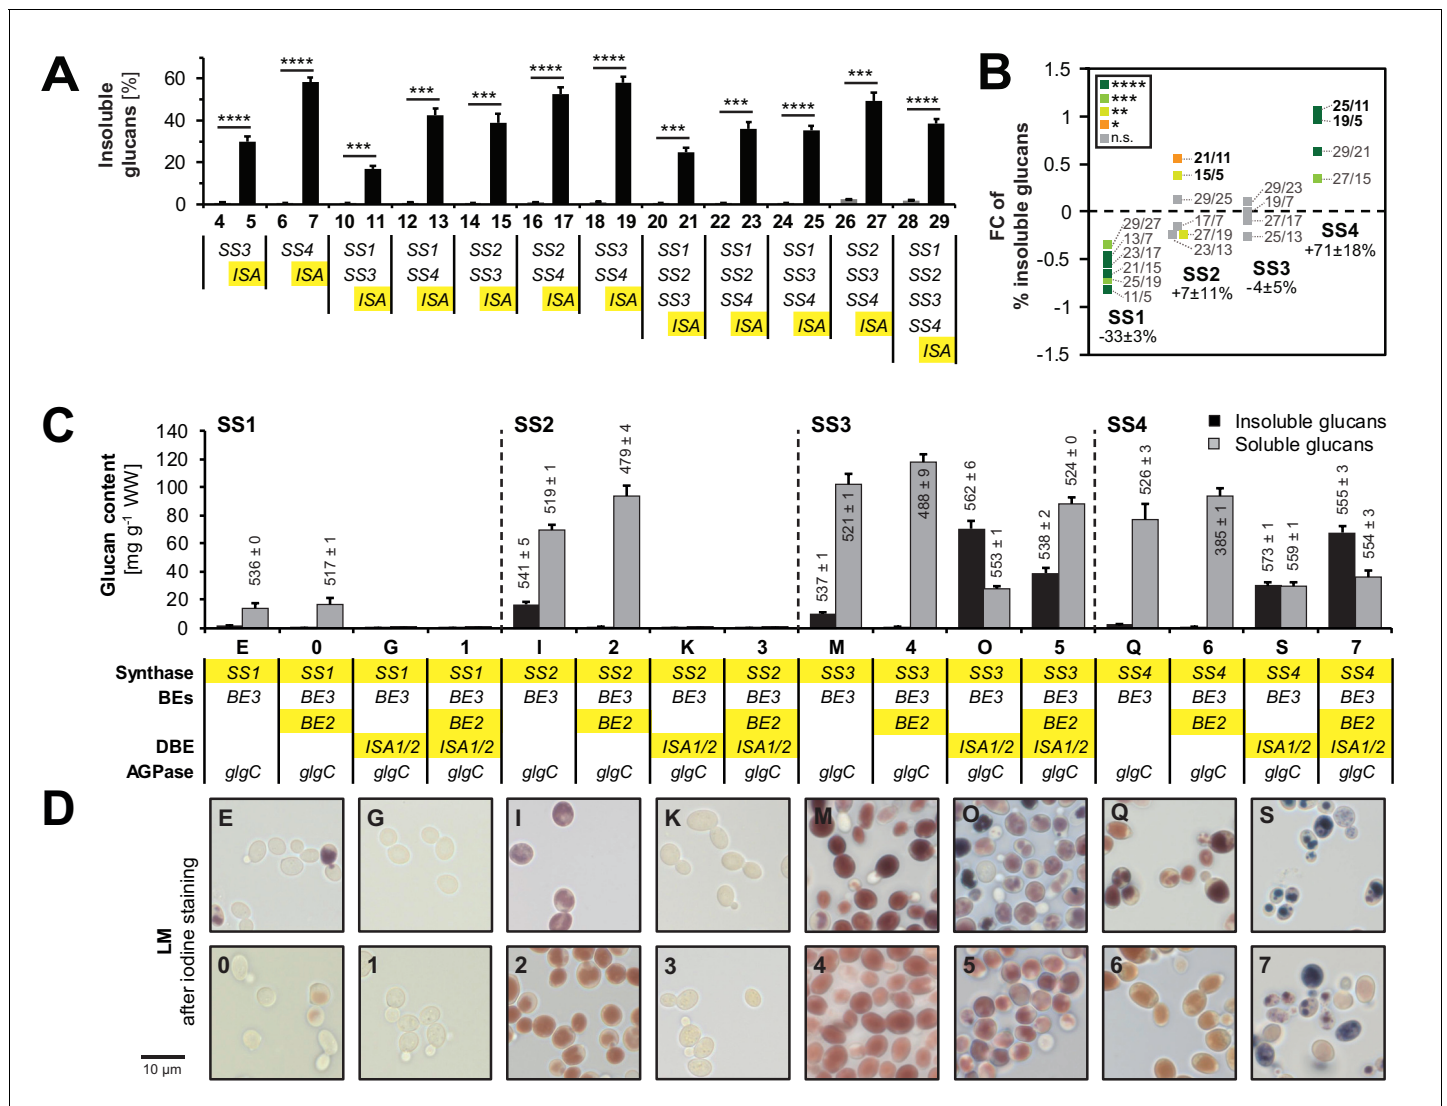 A
Insoluble
glucans [%]
60
40
20
0
**** **** *** *** *** **** **** *** *** **** *** ****
4 5 6 7 10 11 12 13 14 15 16 17 18 19 20 21 22 23 24 25 26 27 28 29
SS3 SS4 SS1 SS1 SS2 SS2 SS3 SS1 SS1 SS1 SS2 SS1
ISA ISA SS3 SS4 SS3 SS4 SS4 SS2 SS2 SS3 SS3 SS2
ISA ISA ISA ISA ISA SS3 SS4 SS4 SS4 SS3
ISA ISA ISA ISA SS4
ISA
B
FC of
% insoluble glucans
1.5
1
0.5
0
-0.5
-1
-1.5
****
***
**
*
n.s.
29/27
13/7
23/17
21/15
25/19
11/5
SS1
-33±3%
21/11
15/5
29/25
17/7
27/19
23/13
SS2
+7±11%
29/23
19/7
27/17
25/13
SS3
-4±5%
25/11
19/5
29/21
27/15
SS4
+71±18%
C
Glucan content
[mg g-1 WW]
140
120
100
80
60
40
20
0
SS1 SS2 SS3 SS4
Insoluble glucans
Soluble glucans
536 ± 0
517 ± 1
541 ± 5
519 ± 1
479 ± 4
537 ± 1
521 ± 1
488 ± 9
562 ± 6
553 ± 1
538 ± 2
524 ± 0
526 ± 3
385 ± 1
573 ± 1
559 ± 1
555 ± 3
554 ± 3
E 0 G 1 I 2 K 3 M 4 O 5 Q 6 S 7
Synthase SS1 SS1 SS1 SS1 SS2 SS2 SS2 SS2 SS3 SS3 SS3 SS3 SS4 SS4 SS4 SS4
BEs BE3 BE3 BE3 BE3 BE3 BE3 BE3 BE3 BE3 BE3 BE3 BE3 BE3 BE3 BE3 BE3
BE2 BE2 BE2 BE2 BE2 BE2 BE2 BE2
DBE ISA1/2 ISA1/2 ISA1/2 ISA1/2 ISA1/2 ISA1/2 ISA1/2 ISA1/2
AGPase glgC glgC glgC glgC glgC glgC glgC glgC glgC glgC glgC glgC glgC glgC glgC glgC
D
LM
after iodine staining
E G I K M O Q S
0 1 2 3 4 5 6 7
10 µm